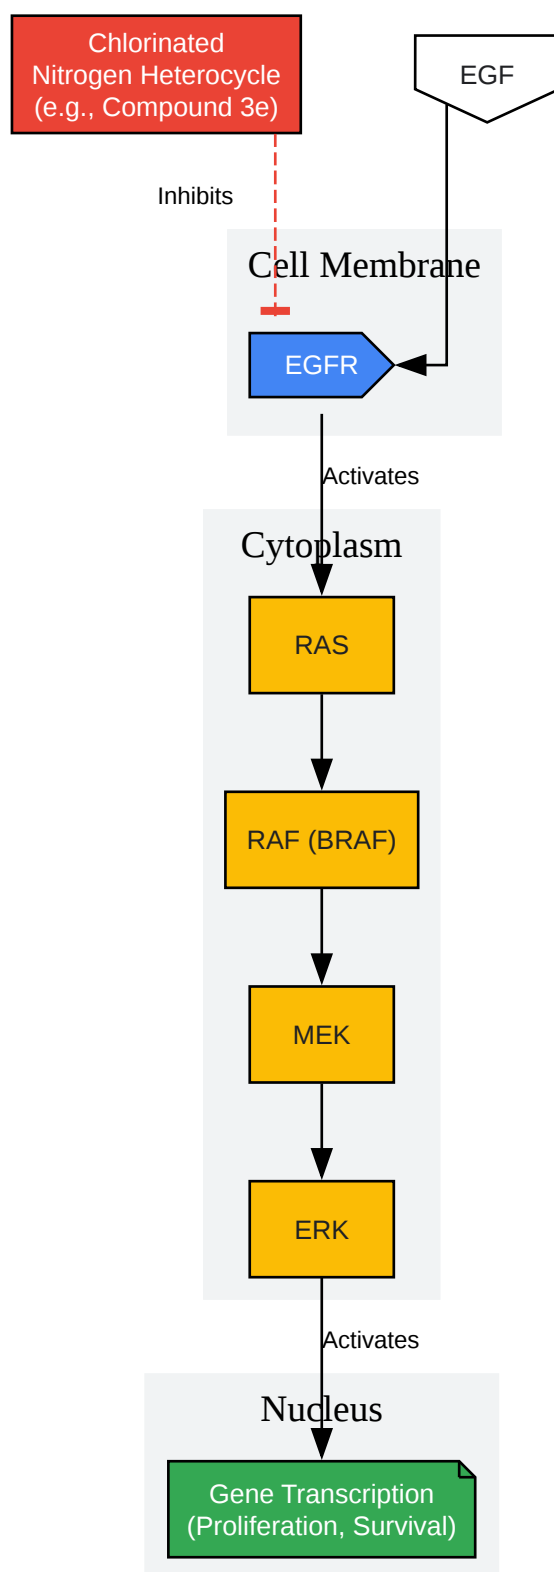 Chlorinated
Nitrogen Heterocycle
(e.g., Compound 3e)
EGF
Inhibits
Cell Membrane
EGFR
Activates
Cytoplasm
RAS
RAF (BRAF)
MEK
ERK
Activates
Nucleus
Gene Transcription
(Proliferation, Survival)